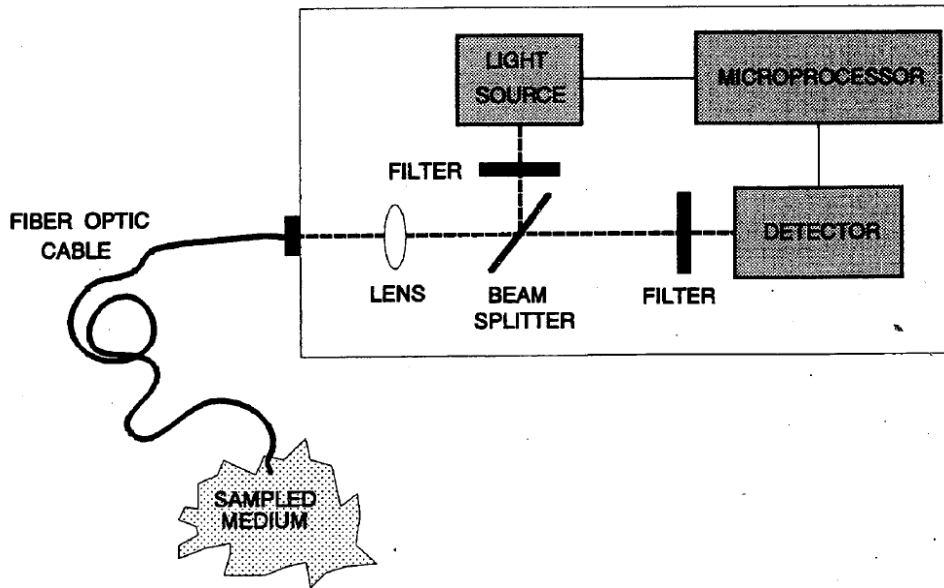 LIGHT
SOURCE
MICROPROCESSOR
FILTER
FIBER OPTIC
CABLE
DETECTOR
LENS
BEAM
SPLITTER
FILTER
SAMPLED
MEDIUM